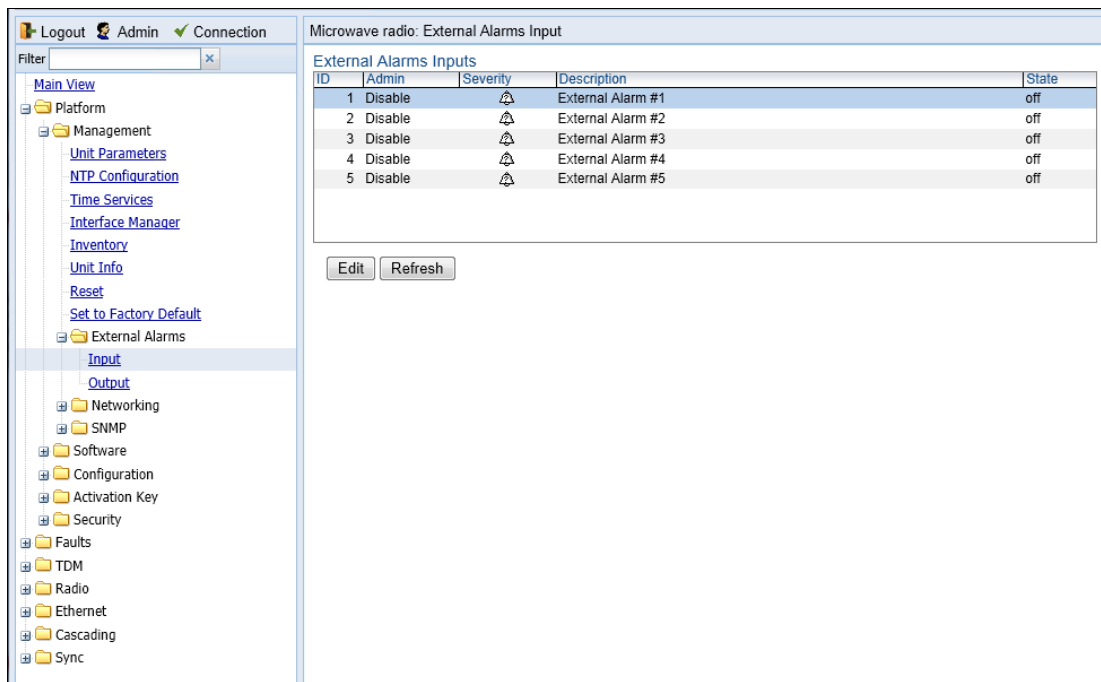 Logout Admin Connection
Filter
Main View
Platform
Management
Unit Parameters
NTP Configuration
Time Services
Interface Manager
Inventory
Unit Info
Reset
Set to Factory Default
External Alarms
Input
Output
Networking
SNMP
Software
Configuration
Activation Key
Security
Faults
TDM
Radio
Ethernet
Cascading
Sync
Microwave radio: External Alarms Input
External Alarms Inputs
ID Admin Severity Description State
1 Disable External Alarm #1 off
2 Disable External Alarm #2 off
3 Disable External Alarm #3 off
4 Disable External Alarm #4 off
5 Disable External Alarm #5 off
Edit Refresh